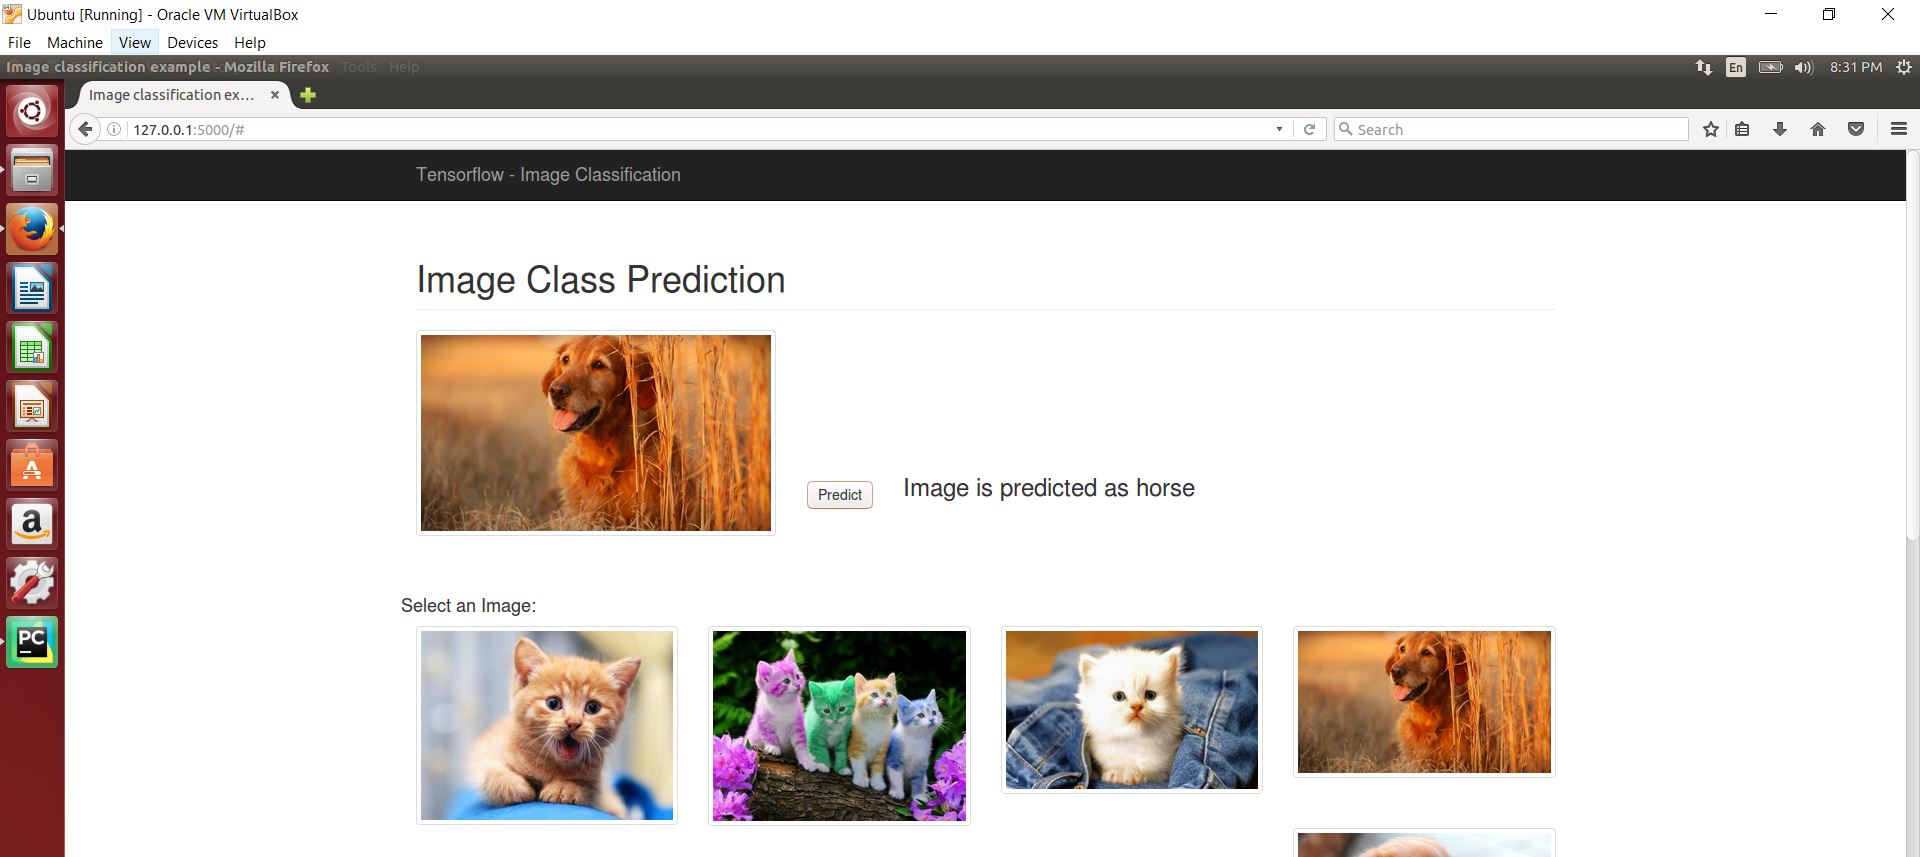 Ubuntu [Running] - Oracle VM VirtualBox
File Machine View Devices Help
Image classification example - Mozilla Firefox Tools Help
En 8:31 PM
Image classification ex...
127.0.0.1:5000/#
Search
Tensorflow - Image Classification
Image Class Prediction
Predict
Image is predicted as horse
Select an Image:
A
a
PC